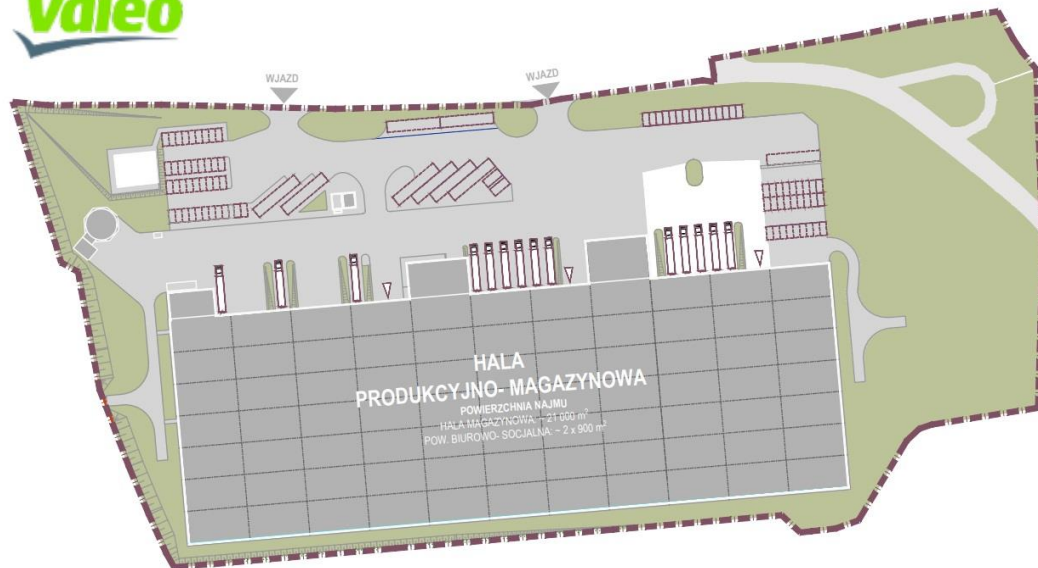 Valeo
WJAZD
WJAZD
HALA
PRODUKCYJNO- MAGAZYNOWA
POWIERZCHNIA NAJMU
HALA MAGAZYNOWA: ~21 000 m²
POW. BIUROWO- SOCJALNA: ~ 2 x 900 m²